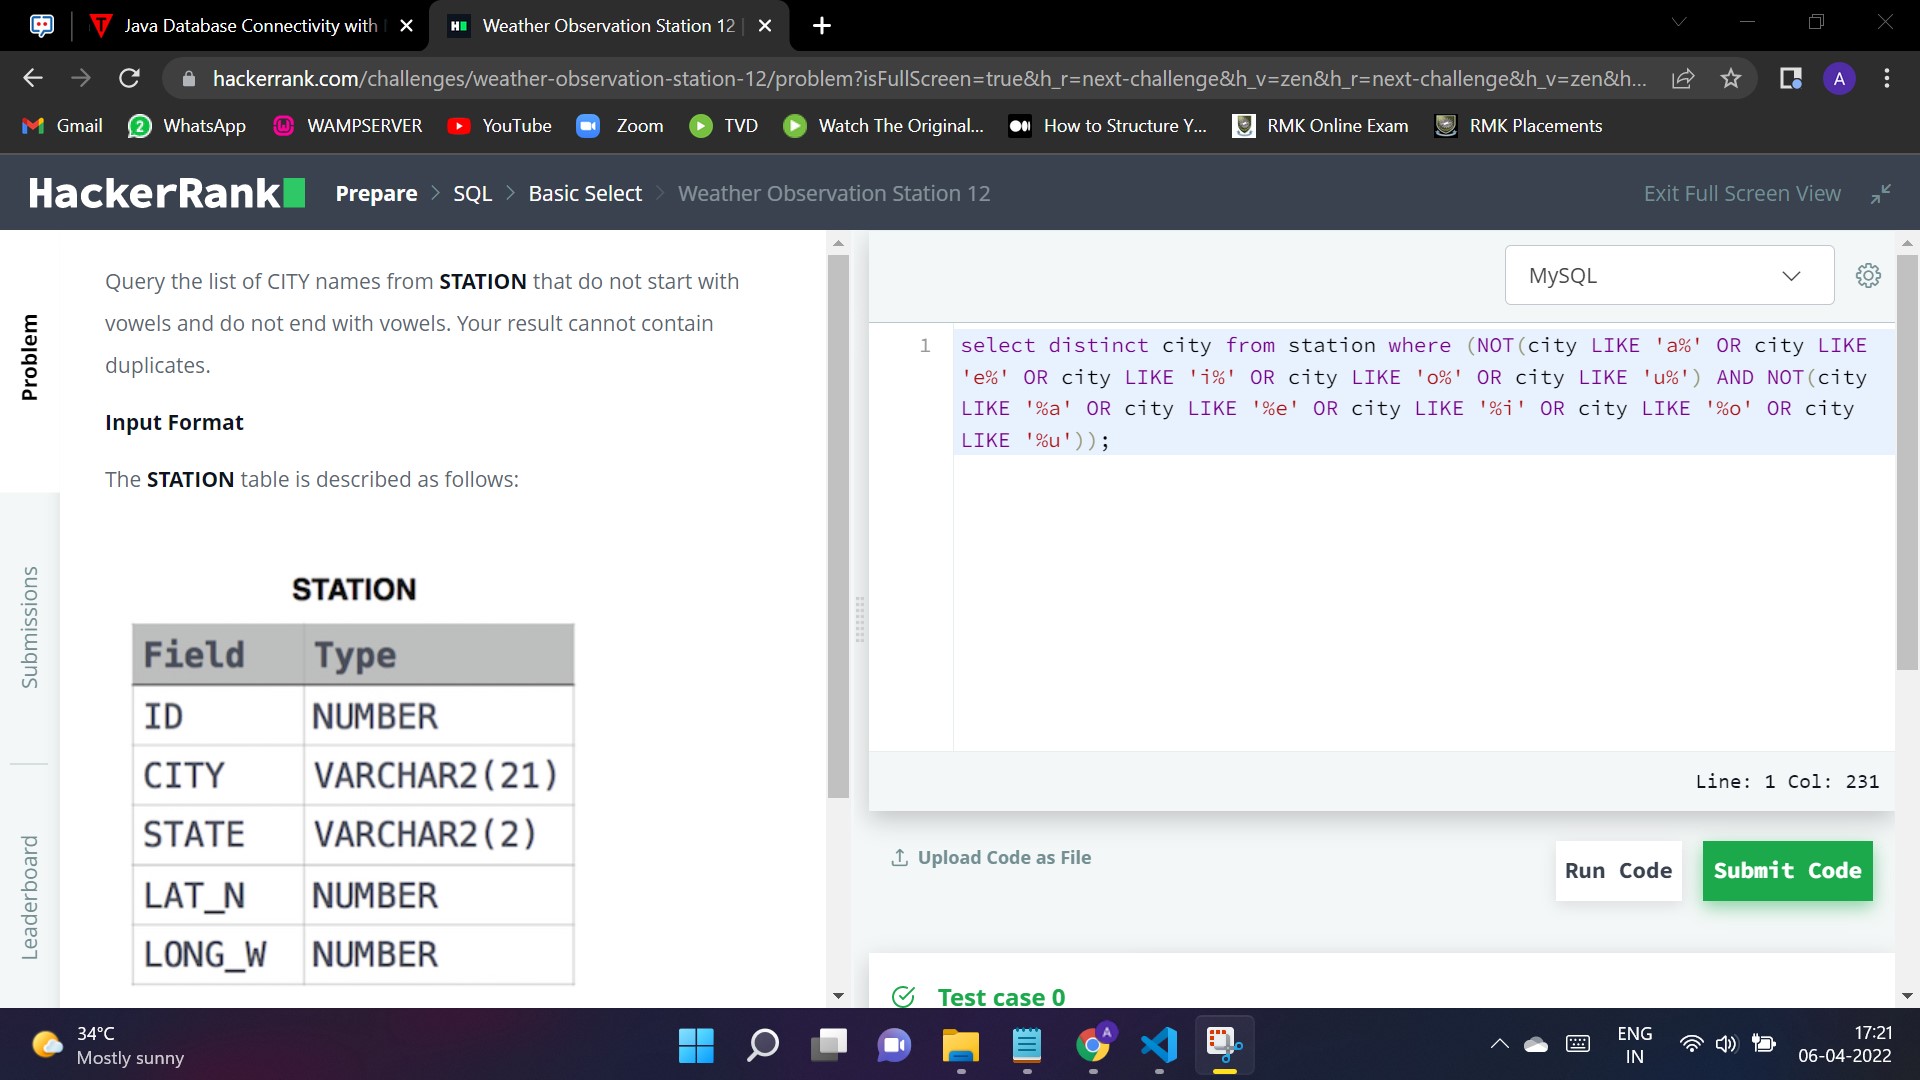 Java Database Connectivity with
Weather Observation Station 12
hackerrank.com/challenges/weather-observation-station-12/problem?isFullScreen=true&h_r=next-challenge&h_v=zen&h_r=next-challenge&h_v=zen&h...
A
Gmail
2
WhatsApp
WAMPSERVER
YouTube
Zoom
TVD
Watch The Original...
How to Structure Y...
RMK Online Exam
RMK Placements
HackerRank
Prepare > SQL > Basic Select > Weather Observation Station 12
Exit Full Screen View
Problem
Submissions
Leaderboard
Query the list of CITY names from STATION that do not start with
vowels and do not end with vowels. Your result cannot contain
duplicates.
Input Format
The STATION table is described as follows:
STATION
Field Type
ID NUMBER
CITY VARCHAR2(21)
STATE VARCHAR2(2)
LAT_N NUMBER
LONG_W NUMBER
MySQL
1
select distinct city from station where (NOT(city LIKE 'a%' OR city LIKE
'e%' OR city LIKE 'i%' OR city LIKE 'o%' OR city LIKE 'u%') AND NOT(city
LIKE '%a' OR city LIKE '%e' OR city LIKE '%i' OR city LIKE '%o' OR city
LIKE '%u'));
Line: 1 Col: 231
Upload Code as File
Run Code
Submit Code
Test case 0
34°C
Mostly sunny
A
ENG
IN
17:21
06-04-2022